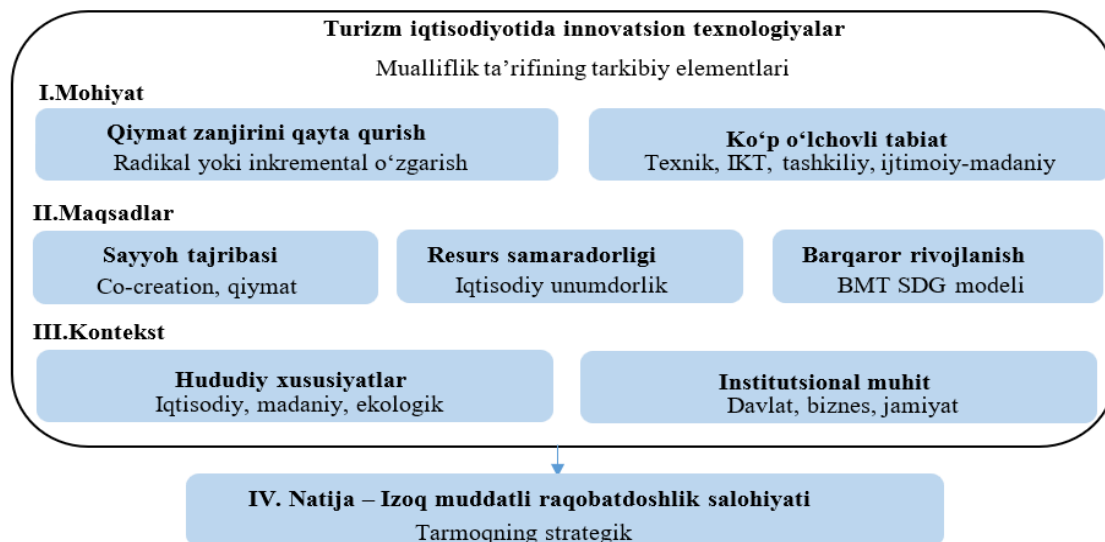 Turizm iqtisodiyotida innovatsion texnologiyalar
Mualliflik ta’rifining tarkibiy elementlari
I.Mohiyat
Qiymat zanjirini qayta qurish
Radikal yoki inkremental o‘zgarish
Ko‘p o‘lchovli tabiat
Texnik, IKT, tashkiliy, ijtimoiy-madaniy
II.Maqsadlar
Sayyoh tajribasi
Co-creation, qiymat
Resurs samaradorligi
Iqtisodiy unumdorlik
Barqaror rivojlanish
BMT SDG modeli
III.Kontekst
Hududiy xususiyatlar
Iqtisodiy, madaniy, ekologik
Institutsional muhit
Davlat, biznes, jamiyat
IV. Natija – Izoq muddatli raqobatdoshlik salohiyati
Tarmoqning strategik